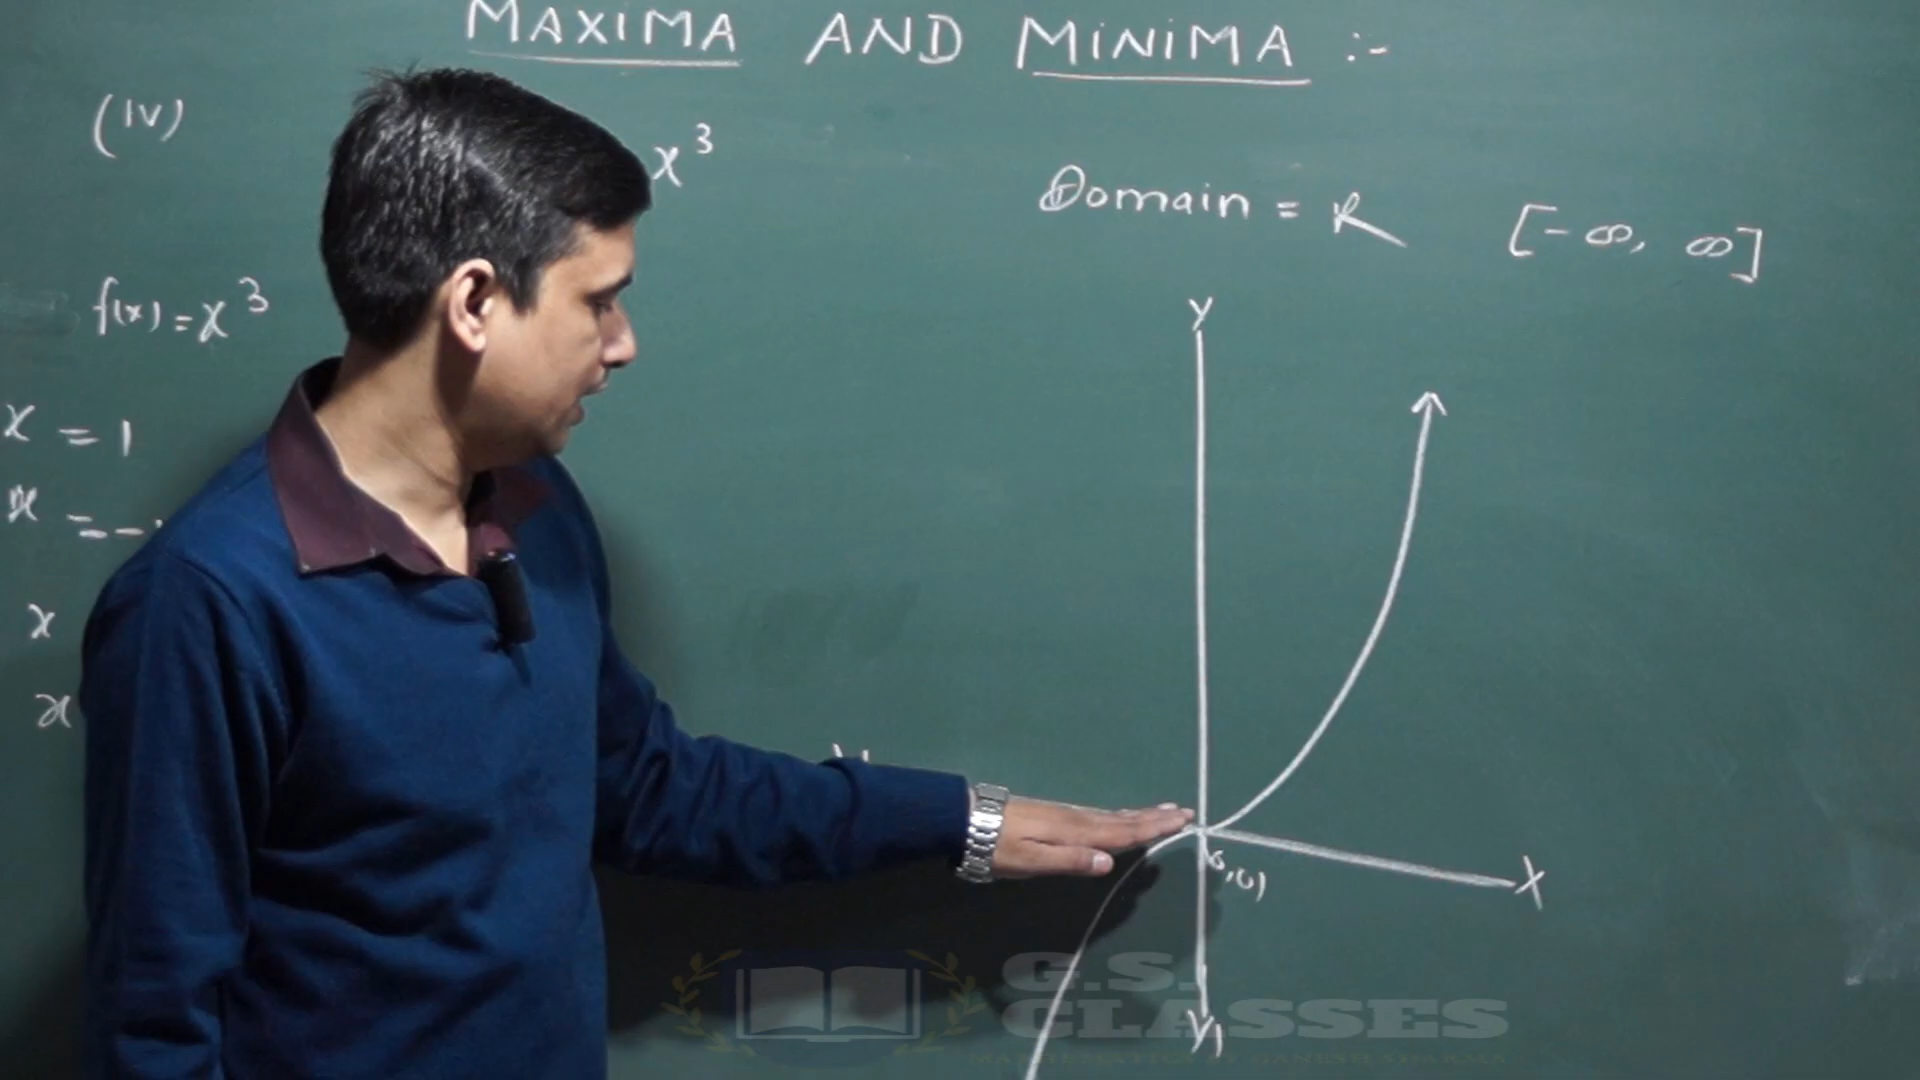 MAXIMA AND MINIMA :-
(iv)
x³
Domain = R [-∞, ∞]
f(x) = x³
Y
x = 1
x = -
x
x
0,0)
X
Y₁
G.S.
CLASSES